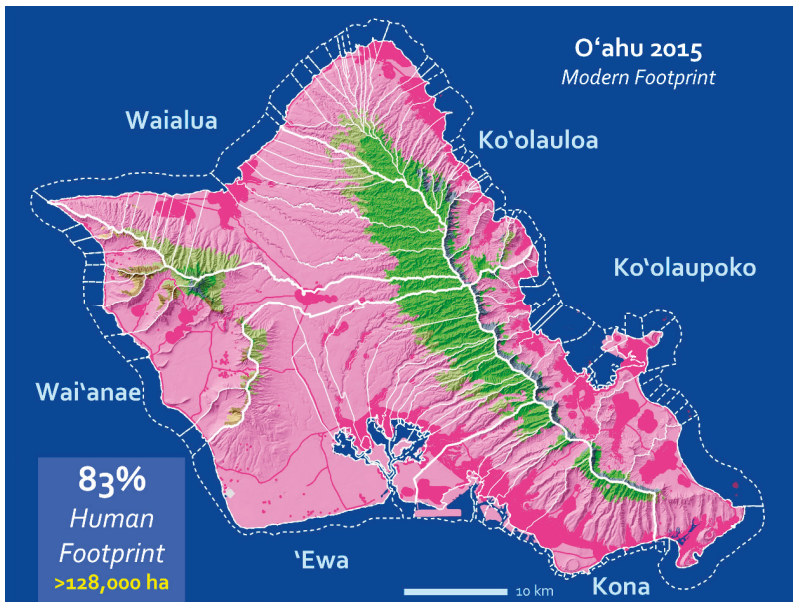 Oʻahu 2015
Modern Footprint
Waialua
Koʻolauloa
Koʻolaupoko
Waiʻanae
83%
Human
Footprint
>128,000 ha
ʻEwa
10 km
Kona